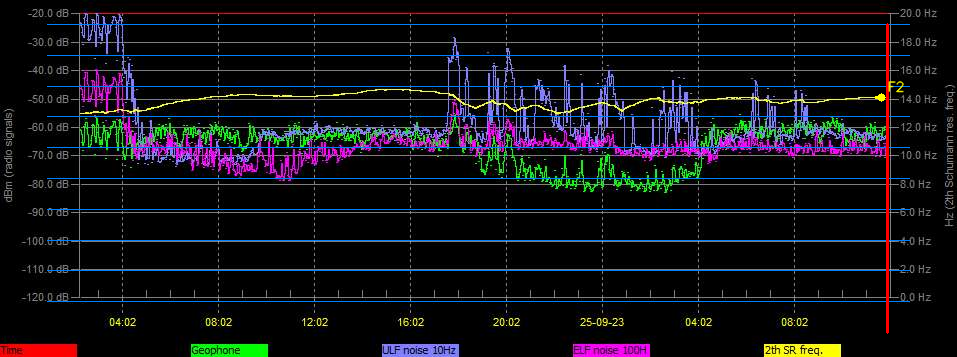 -20.0 dB 20.0 Hz
-30.0 dB 18.0 Hz
-40.0 dB 16.0 Hz
F2
-50.0 dB 14.0 Hz
-60.0 dB 12.0 Hz
-70.0 dB 10.0 Hz
-80.0 dB 8.0 Hz
-90.0 dB 6.0 Hz
-100.0 dB 4.0 Hz
-110.0 dB 2.0 Hz
-120.0 dB 0.0 Hz
dBm (radio signals)
Hz (2th Schumann res. freq.)
04:02 08:02 12:02 16:02 20:02 25-09-23 04:02 08:02
Time Geophone ULF noise 10Hz ELF noise 100H 2th SR freq.